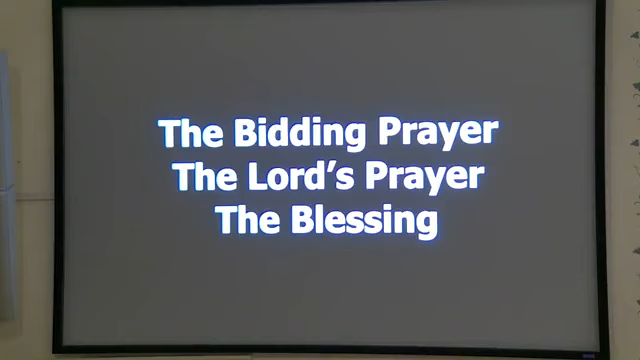 The Bidding Prayer
The Lord's Prayer
The Blessing